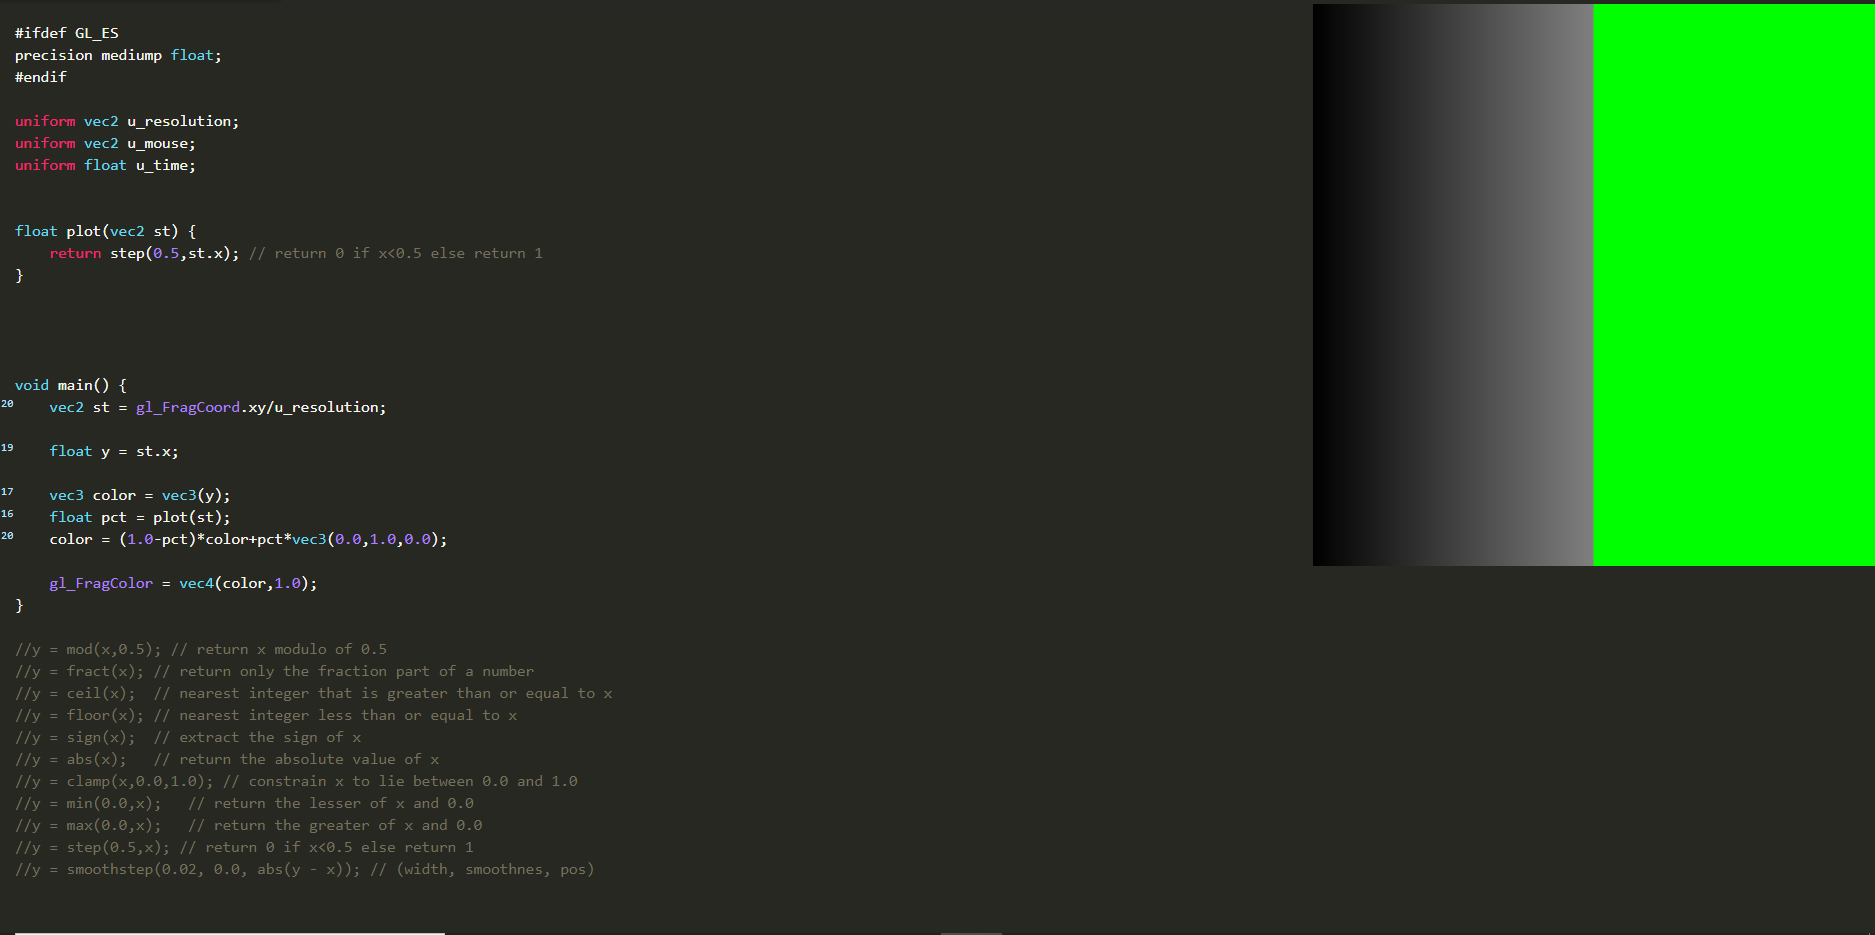 #ifdef GL_ES
precision mediump float;
#endif
uniform vec2 u_resolution;
uniform vec2 u_mouse;
uniform float u_time;
float plot(vec2 st) {
return step(0.5,st.x); // return 0 if x<0.5 else return 1
}
void main() {
20 vec2 st = gl_FragCoord.xy/u_resolution;
19 float y = st.x;
17 vec3 color = vec3(y);
16 float pct = plot(st);
20 color = (1.0-pct)*color+pct*vec3(0.0,1.0,0.0);
gl_FragColor = vec4(color,1.0);
}
//y = mod(x,0.5); // return x modulo of 0.5
//y = fract(x); // return only the fraction part of a number
//y = ceil(x);  // nearest integer that is greater than or equal to x
//y = floor(x); // nearest integer less than or equal to x
//y = sign(x);  // extract the sign of x
//y = abs(x);   // return the absolute value of x
//y = clamp(x,0.0,1.0); // constrain x to lie between 0.0 and 1.0
//y = min(0.0,x);   // return the lesser of x and 0.0
//y = max(0.0,x);   // return the greater of x and 0.0
//y = step(0.5,x); // return 0 if x<0.5 else return 1
//y = smoothstep(0.02, 0.0, abs(y - x)); // (width, smoothnes, pos)